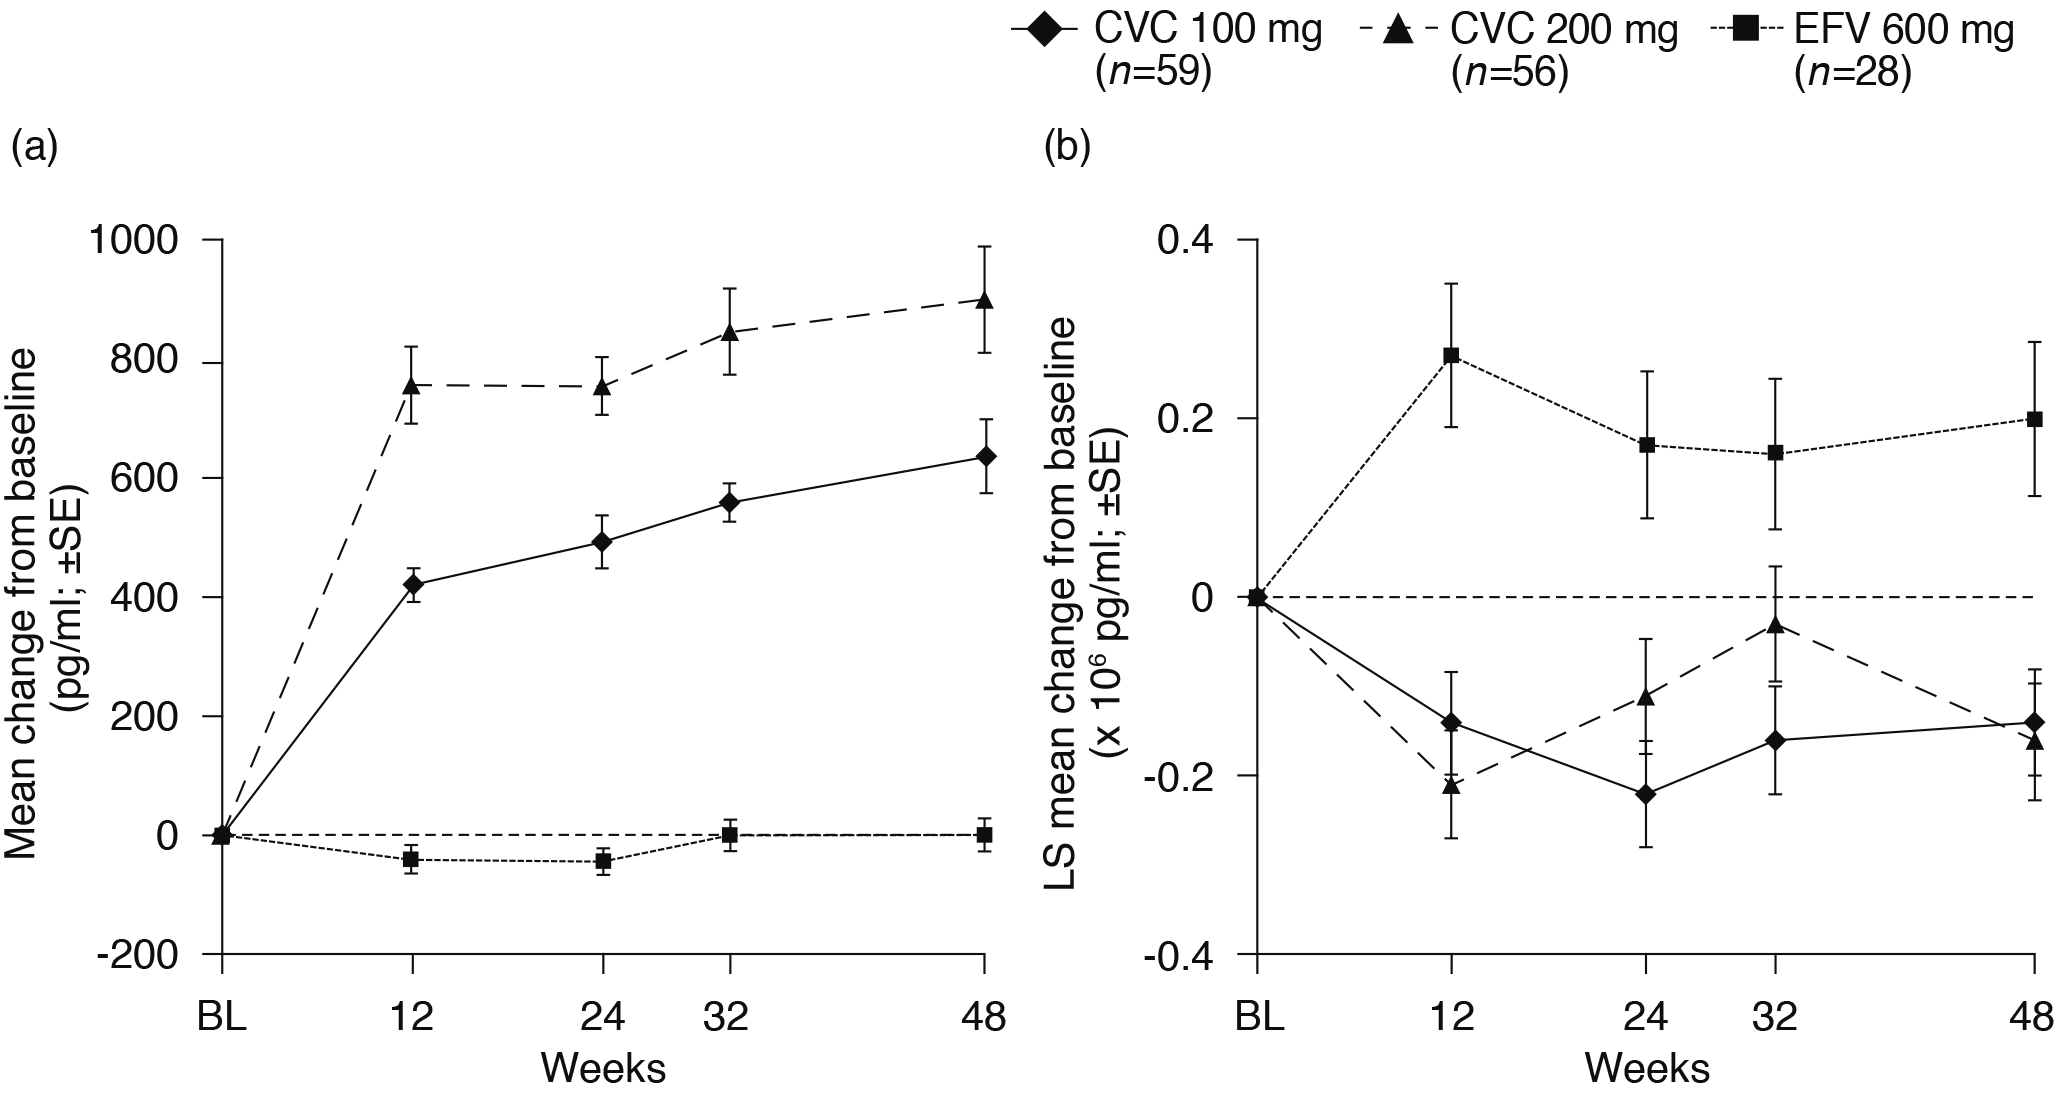 CVC 100 mg
(n=59)
CVC 200 mg
(n=56)
EFV 600 mg
(n=28)
(a)
Mean change from baseline
(pg/ml; ±SE)
1000
800
600
400
200
0
-200
BL 12 24 32 48
Weeks
(b)
LS mean change from baseline
(x 10⁶ pg/ml; ±SE)
0.4
0.2
0
-0.2
-0.4
BL 12 24 32 48
Weeks